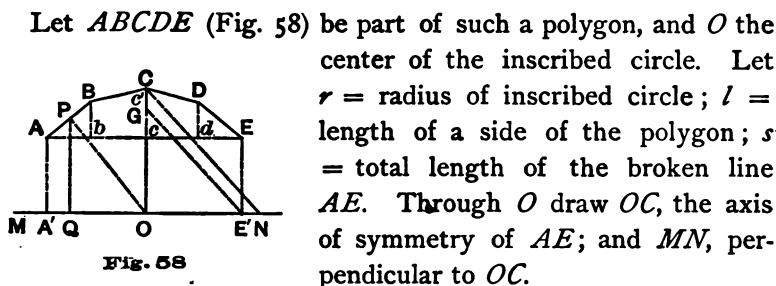 Let ABCDE (Fig. 58) be part of such a polygon, and O the
center of the inscribed circle. Let
r = radius of inscribed circle; l =
length of a side of the polygon; s
= total length of the broken line
AE. Through O draw OC, the axis
of symmetry of AE; and MN, per-
pendicular to OC.
C
B
c'
D
P
G
A
b
c
d
E
M A' Q O E' N
Fig. 58